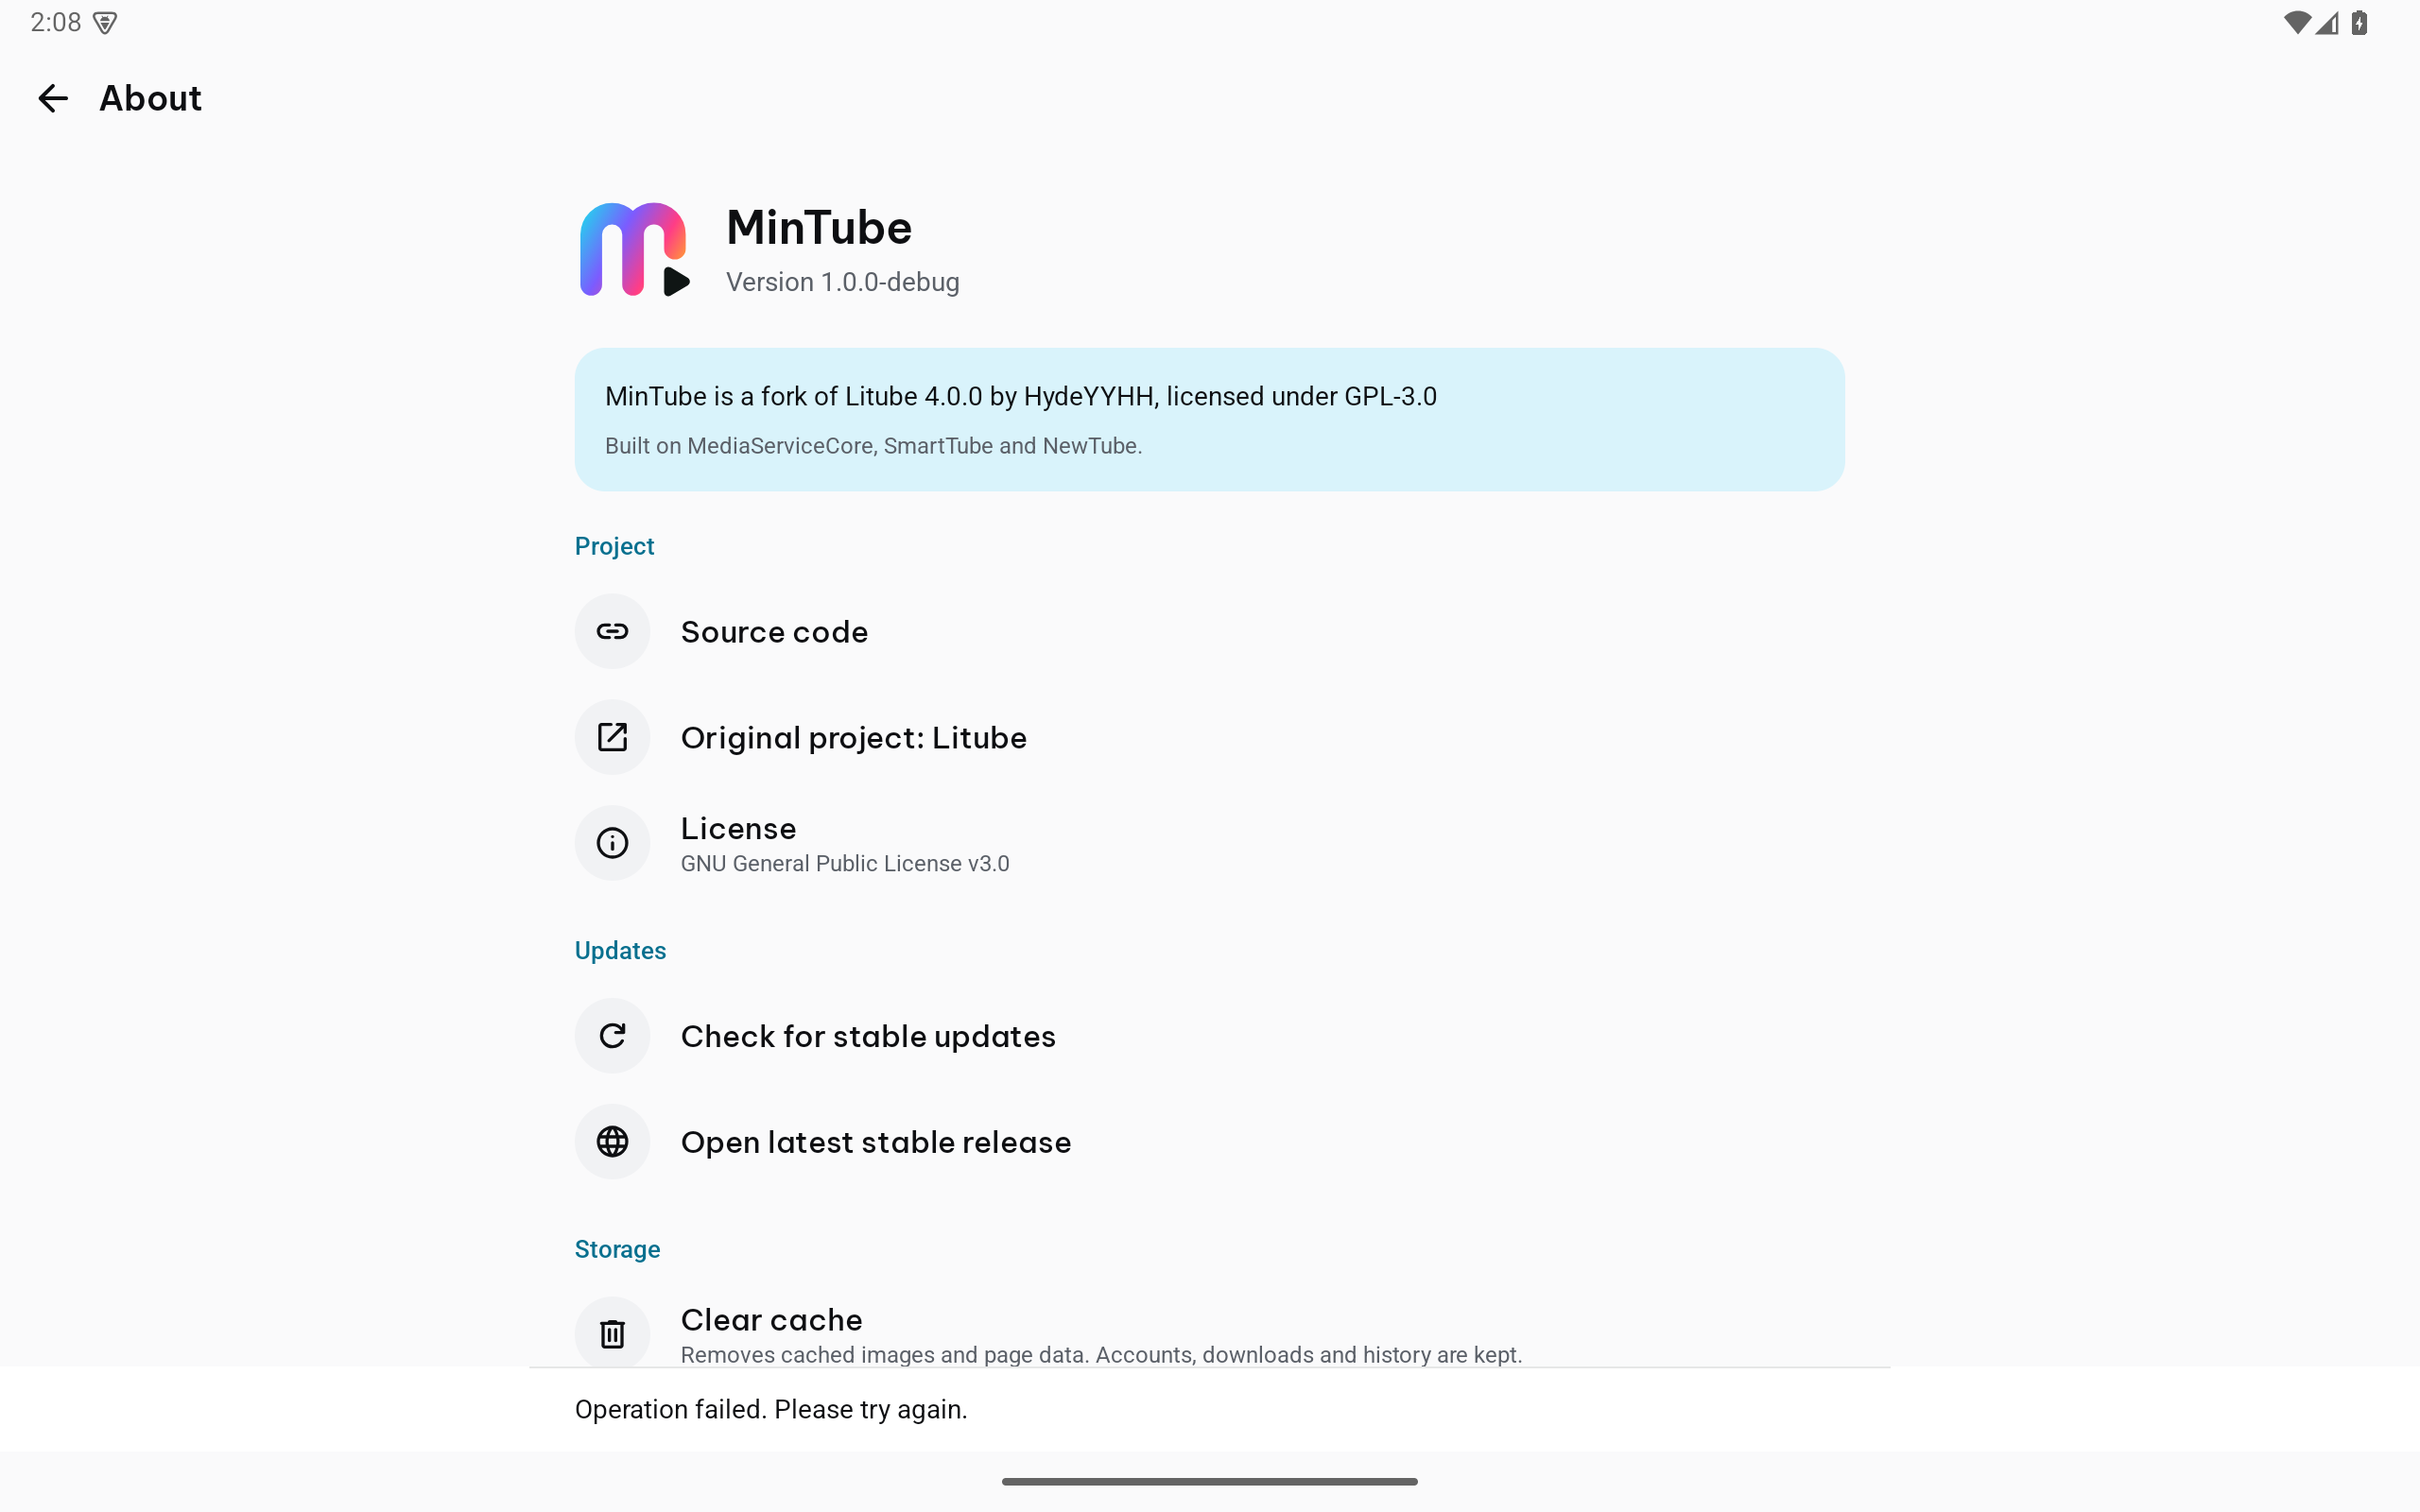 2:08
About
MinTube
Version 1.0.0-debug
MinTube is a fork of Litube 4.0.0 by HydeYYHH, licensed under GPL-3.0
Built on MediaServiceCore, SmartTube and NewTube.
Project
Source code
Original project: Litube
License
GNU General Public License v3.0
Updates
Check for stable updates
Open latest stable release
Storage
Clear cache
Removes cached images and page data. Accounts, downloads and history are kept.
Operation failed. Please try again.